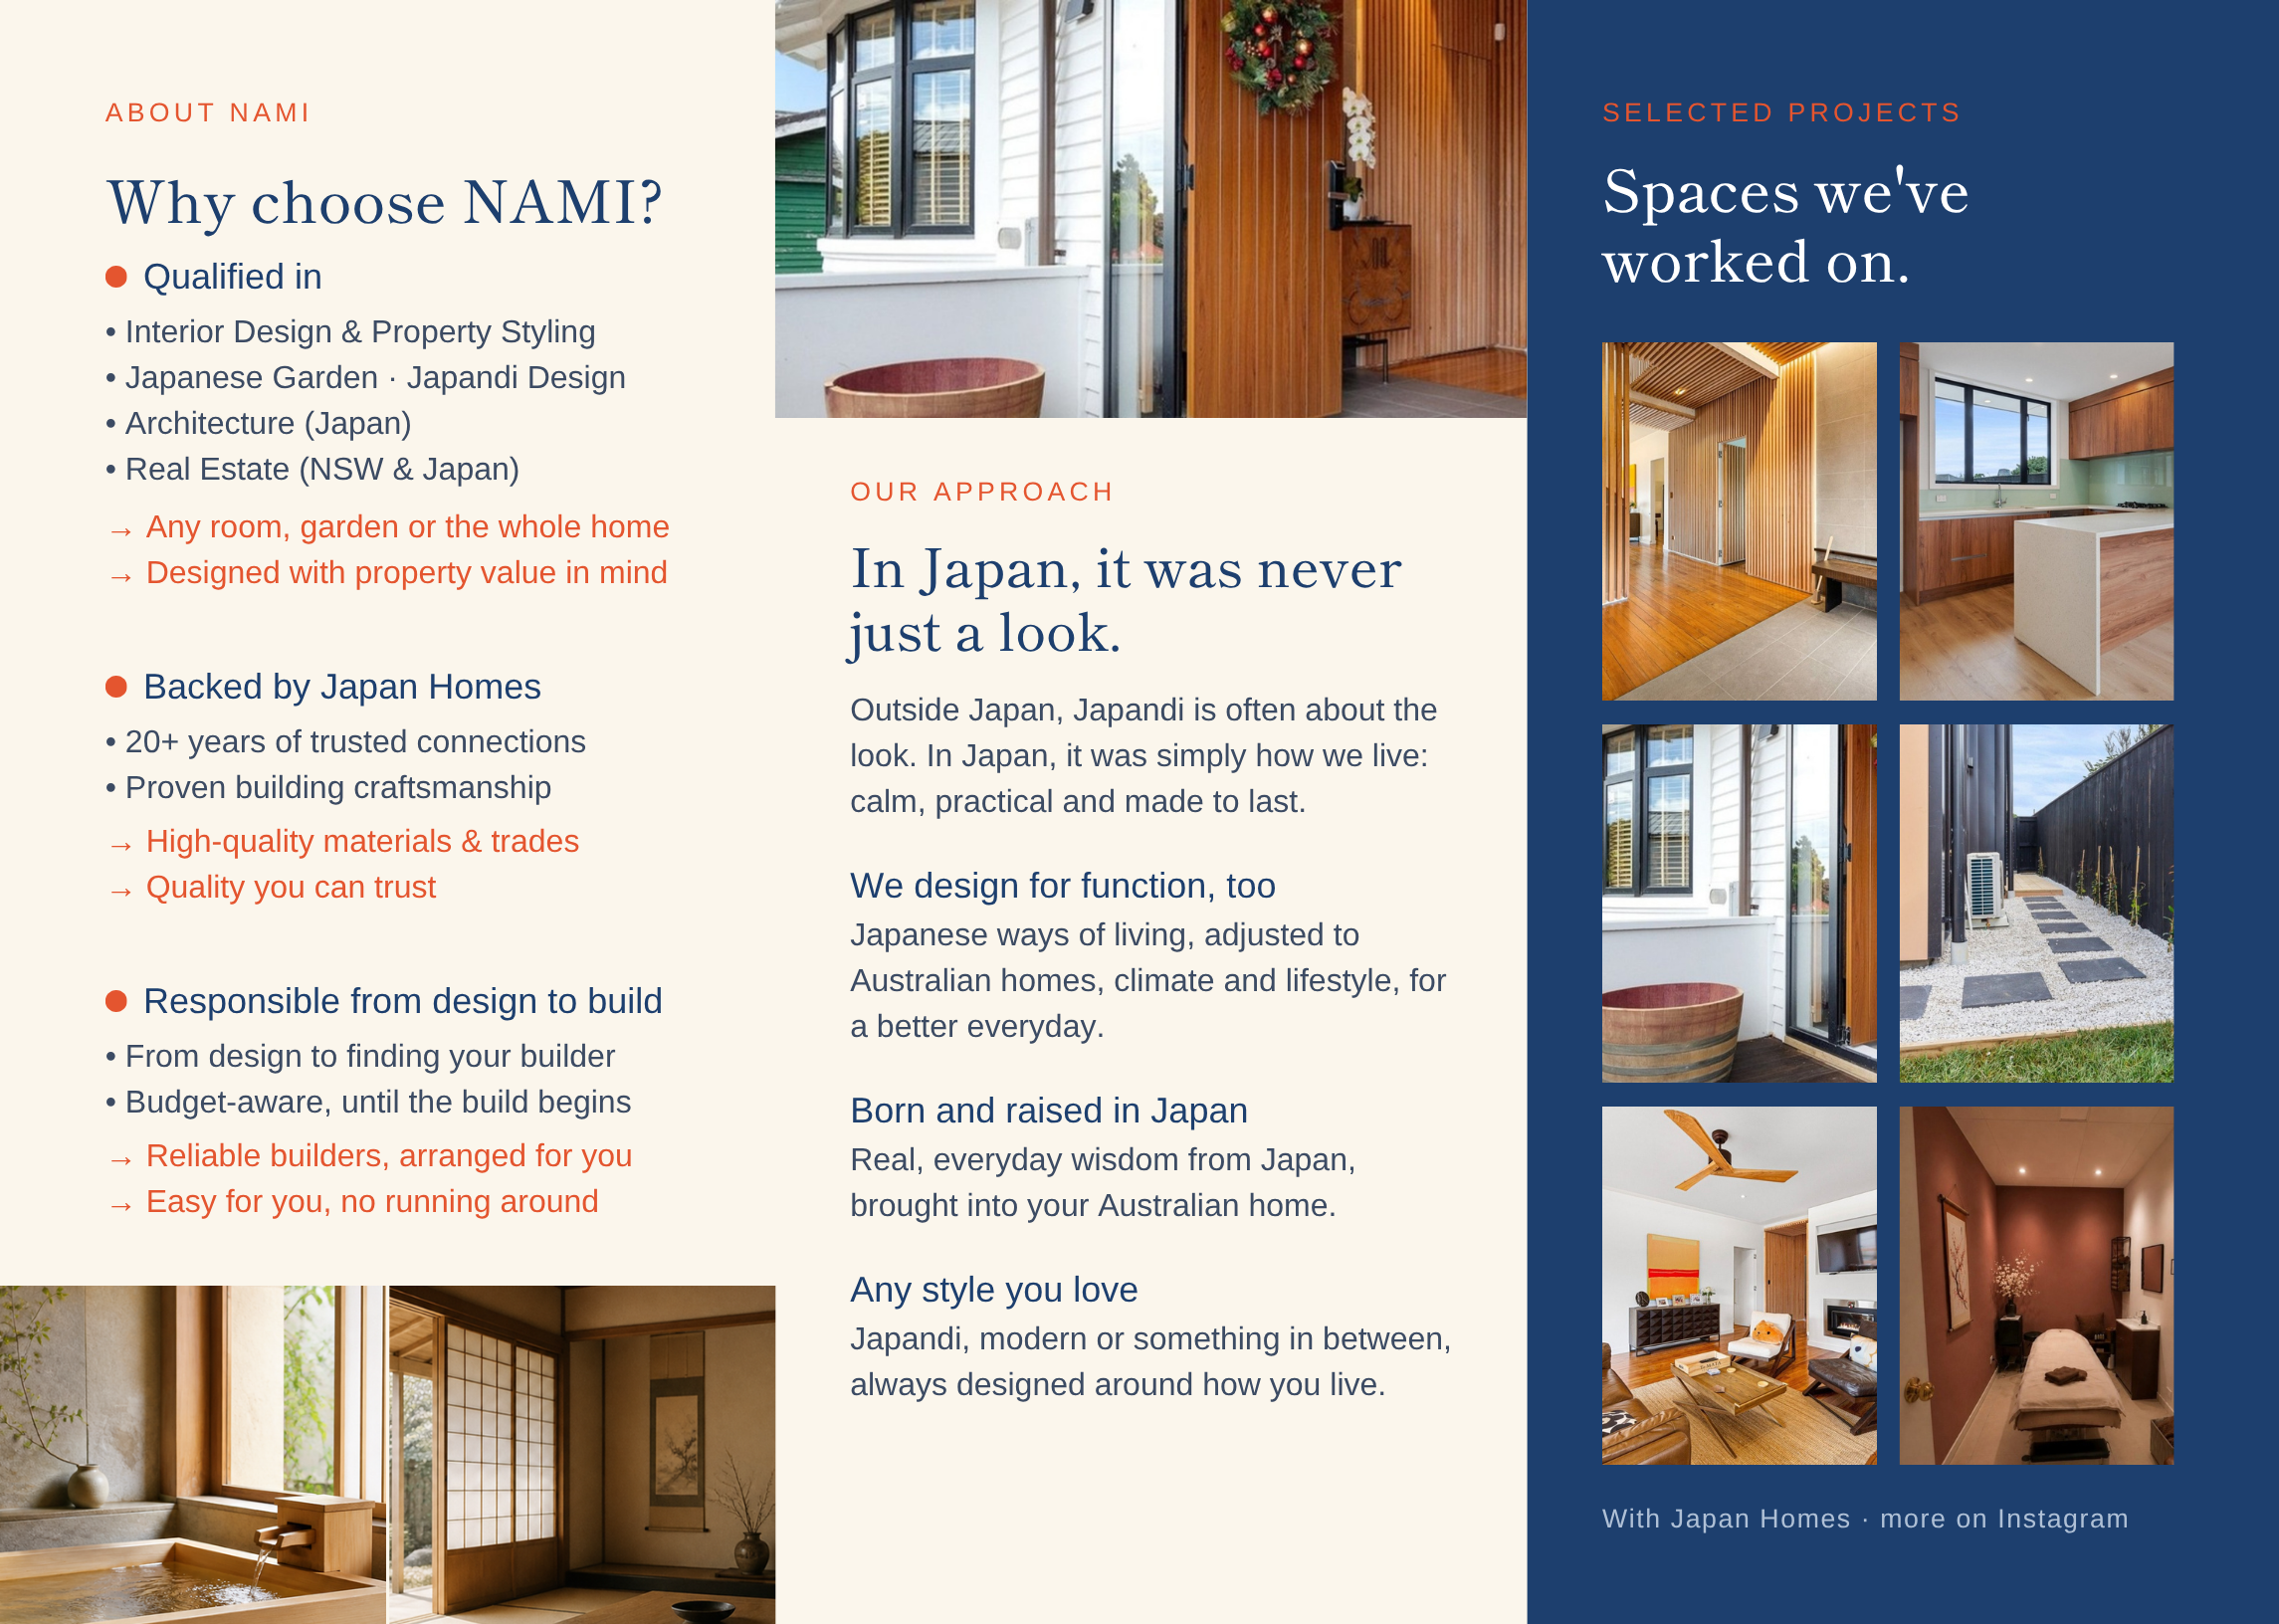 ABOUT NAMI
Why choose NAMI?
Qualified in
• Interior Design & Property Styling
• Japanese Garden · Japandi Design
• Architecture (Japan)
• Real Estate (NSW & Japan)
→ Any room, garden or the whole home
→ Designed with property value in mind
Backed by Japan Homes
• 20+ years of trusted connections
• Proven building craftsmanship
→ High-quality materials & trades
→ Quality you can trust
Responsible from design to build
• From design to finding your builder
• Budget-aware, until the build begins
→ Reliable builders, arranged for you
→ Easy for you, no running around
OUR APPROACH
In Japan, it was never
just a look.
Outside Japan, Japandi is often about the
look. In Japan, it was simply how we live:
calm, practical and made to last.
We design for function, too
Japanese ways of living, adjusted to
Australian homes, climate and lifestyle, for
a better everyday.
Born and raised in Japan
Real, everyday wisdom from Japan,
brought into your Australian home.
Any style you love
Japandi, modern or something in between,
always designed around how you live.
SELECTED PROJECTS
Spaces we've
worked on.
With Japan Homes · more on Instagram